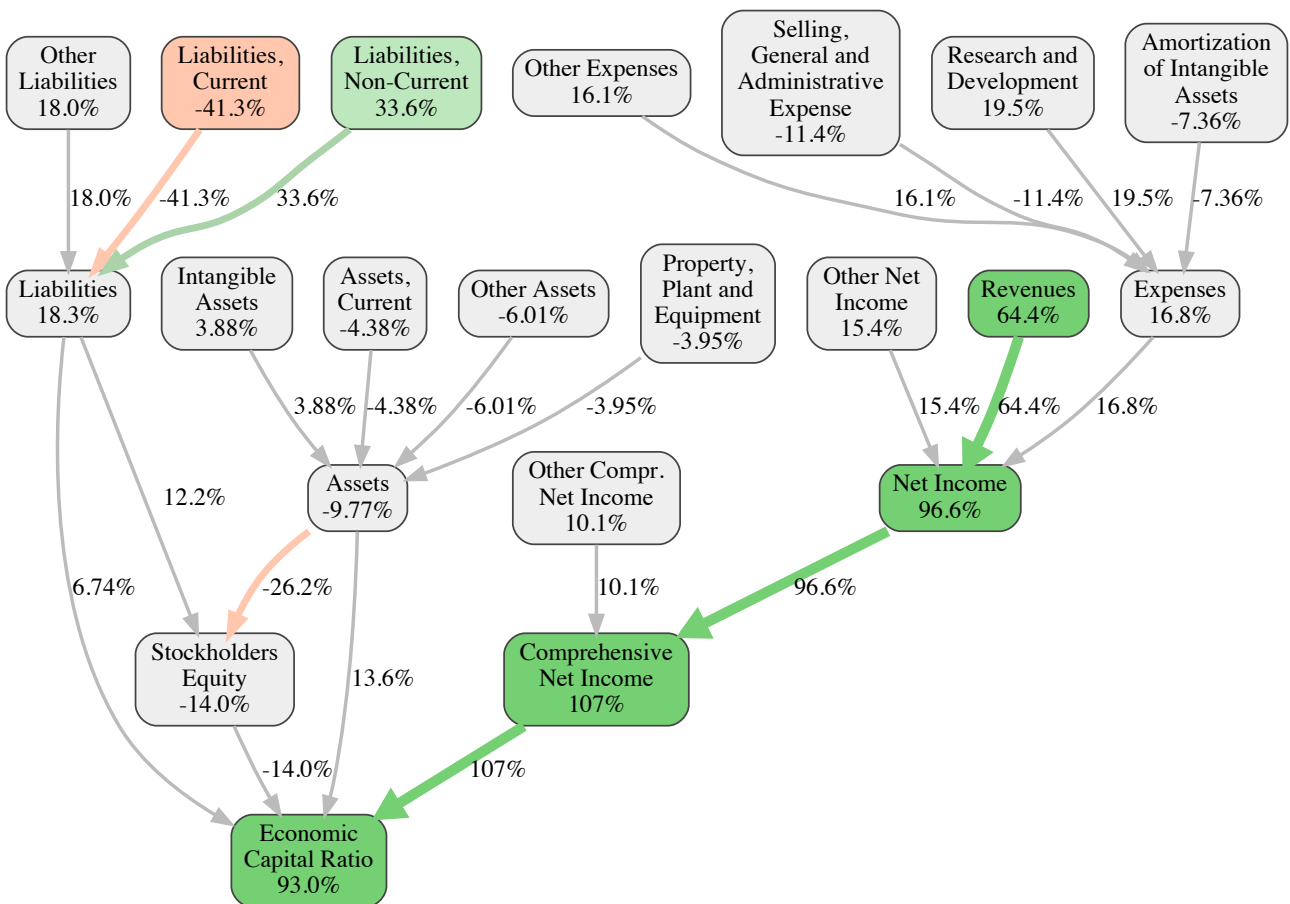 Other
Liabilities
18.0%
Liabilities,
Current
-41.3%
Liabilities,
Non-Current
33.6%
Other Expenses
16.1%
Selling,
General and
Administrative
Expense
-11.4%
Research and
Development
19.5%
Amortization
of Intangible
Assets
-7.36%
18.0%
-41.3%
33.6%
16.1%
-11.4%
19.5%
-7.36%
Liabilities
18.3%
Intangible
Assets
3.88%
Assets,
Current
-4.38%
Other Assets
-6.01%
Property,
Plant and
Equipment
-3.95%
Other Net
Income
15.4%
Revenues
64.4%
Expenses
16.8%
3.88%
-4.38%
-6.01%
-3.95%
15.4%
64.4%
16.8%
Assets
-9.77%
Other Compr.
Net Income
10.1%
Net Income
96.6%
12.2%
6.74%
-26.2%
10.1%
96.6%
Stockholders
Equity
-14.0%
13.6%
Comprehensive
Net Income
107%
-14.0%
107%
Economic
Capital Ratio
93.0%